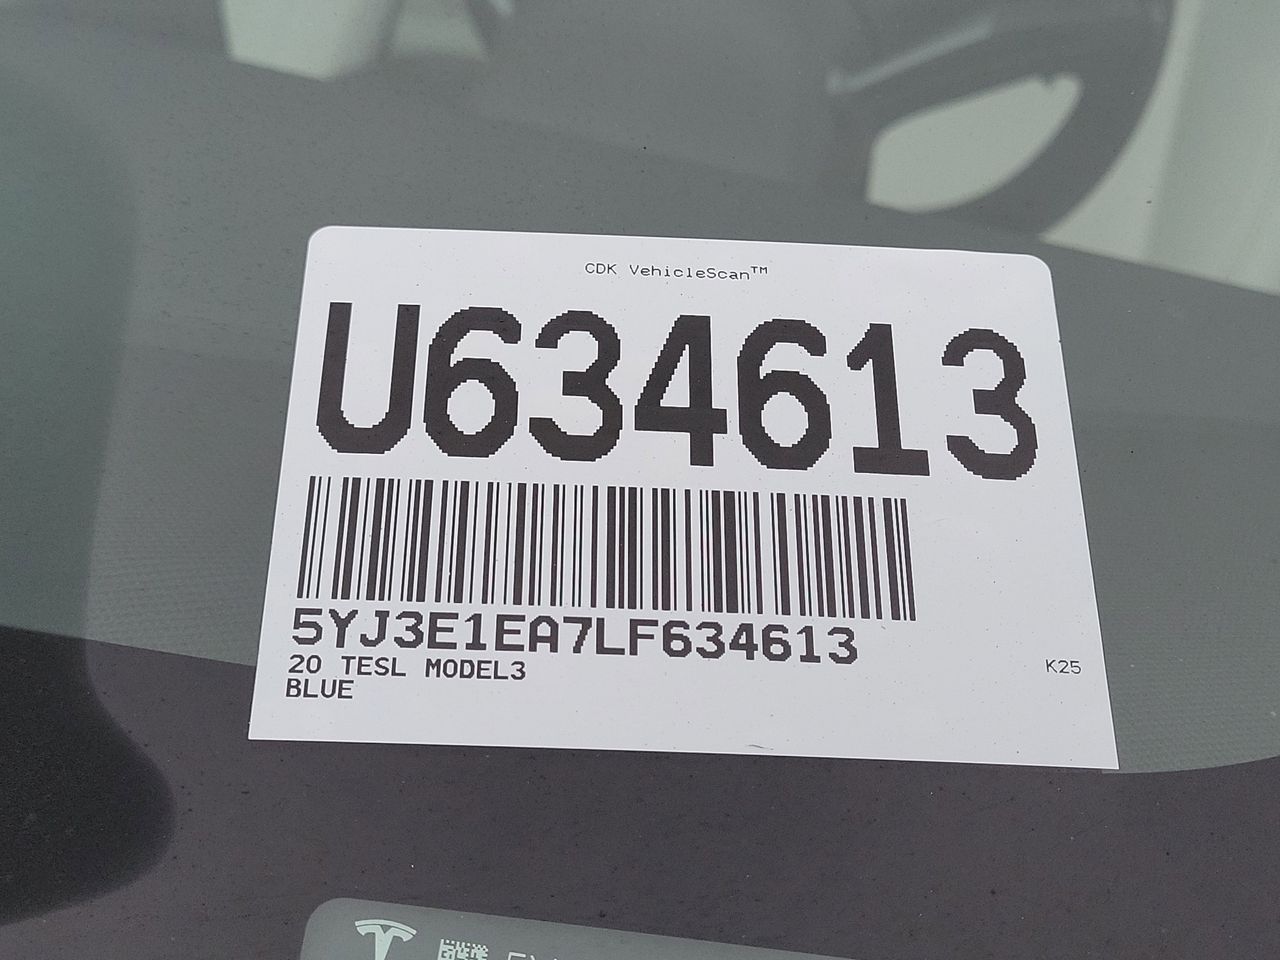 CDK VehicleScan™
U634613
5YJ3E1EA7LF634613
20 TESL MODEL3
K25
BLUE